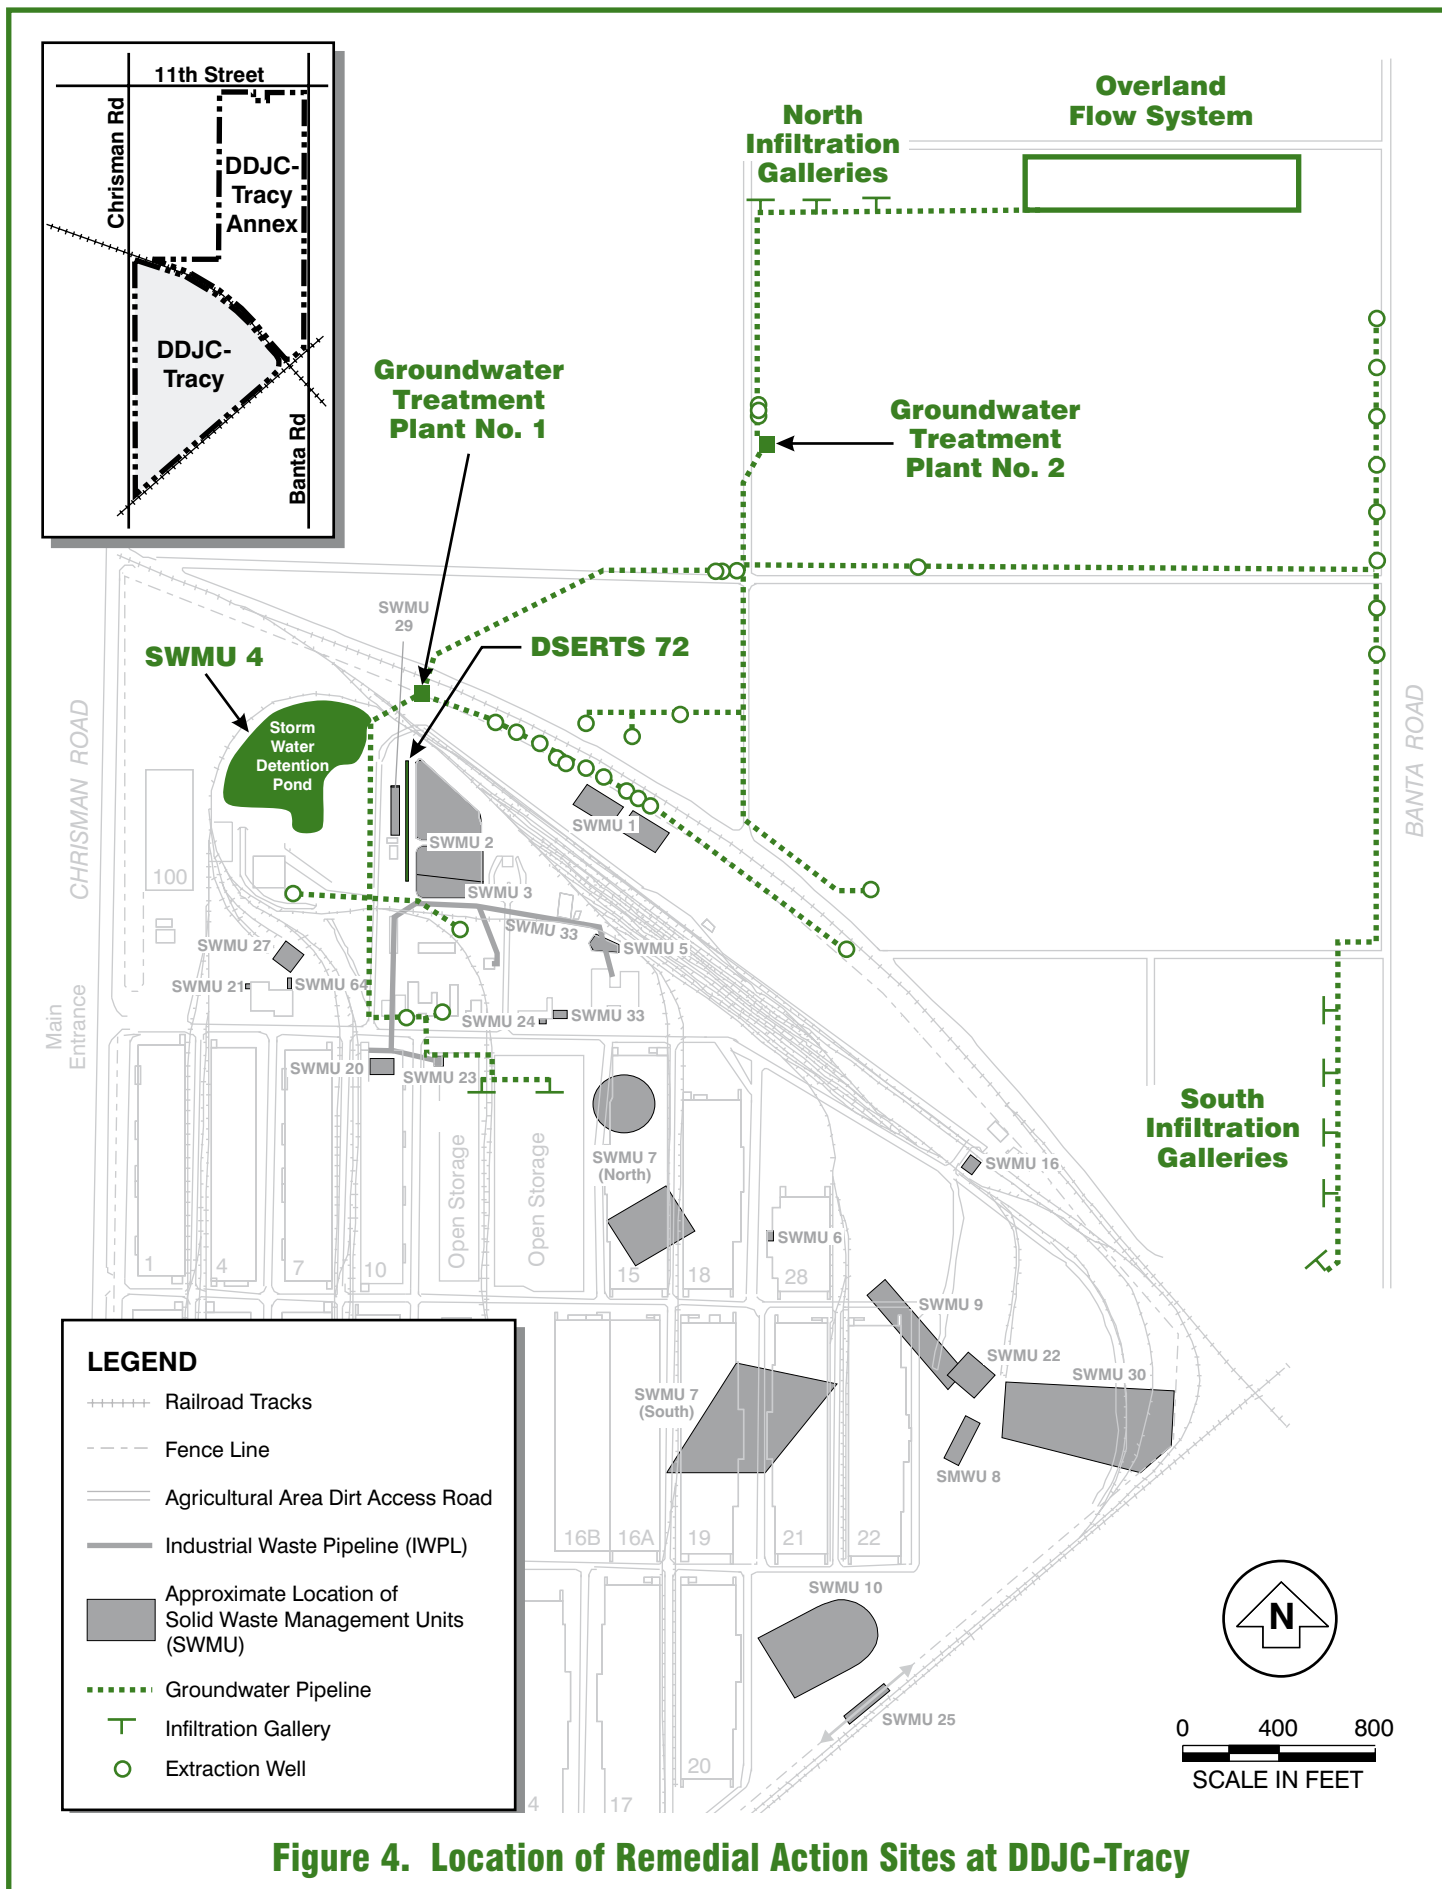 11th Street
Chrisman Rd
DDJC-
Tracy
Annex
DDJC-
Tracy
Banta Rd
Overland
Flow System
North
Infiltration
Galleries
Groundwater
Treatment
Plant No. 1
Groundwater
Treatment
Plant No. 2
SWMU
29
DSERTS 72
SWMU 4
Storm
Water
Detention
Pond
CHRISMAN ROAD
BANTA ROAD
100
SWMU 1
SWMU 2
SWMU 3
SWMU 33
SWMU 5
SWMU 27
SWMU 21
SWMU 64
SWMU 24
SWMU 33
Main
Entrance
SWMU 20
SWMU 23
South
Infiltration
Galleries
SWMU 7
(North)
SWMU 16
Open Storage
Open Storage
SWMU 6
1
4
7
10
15
18
28
SWMU 9
SWMU 22
SWMU 30
SWMU 7
(South)
SMWU 8
16B
16A
19
21
22
SWMU 10
SWMU 25
20
4
17
LEGEND
Railroad Tracks
Fence Line
Agricultural Area Dirt Access Road
Industrial Waste Pipeline (IWPL)
Approximate Location of
Solid Waste Management Units
(SWMU)
Groundwater Pipeline
Infiltration Gallery
Extraction Well
N
0 400 800
SCALE IN FEET
Figure 4. Location of Remedial Action Sites at DDJC-Tracy